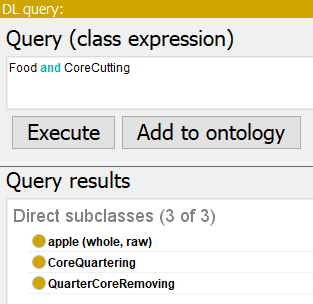 DL query:
Query (class expression)
Food and CoreCutting
Execute Add to ontology
Query results
Direct subclasses (3 of 3)
apple (whole, raw)
CoreQuartering
QuarterCoreRemoving